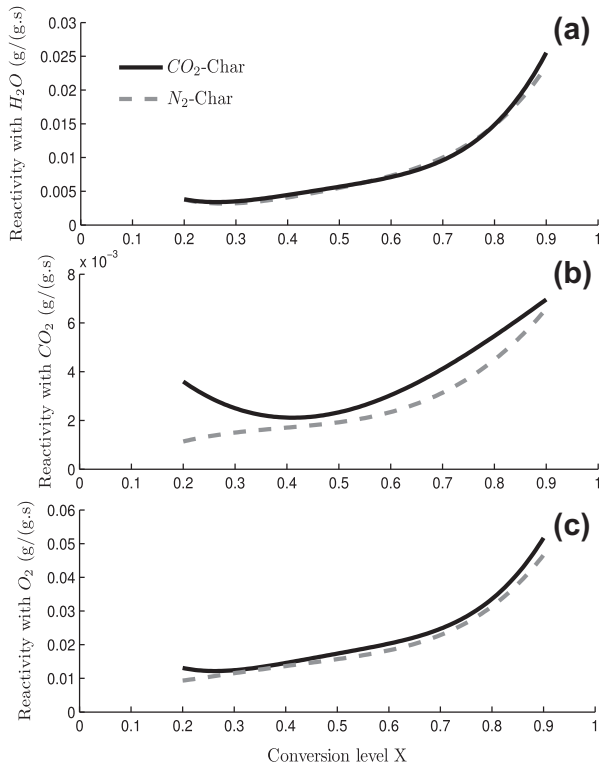 (a)
0.03
0.025
0.02
0.015
0.01
0.005
0
Reactivity with H₂O (g/(g.s)
CO₂-Char
N₂-Char
0 0.1 0.2 0.3 0.4 0.5 0.6 0.7 0.8 0.9 1
(b)
x 10⁻³
8
6
4
2
0
Reactivity with CO₂ (g/(g.s)
0 0.1 0.2 0.3 0.4 0.5 0.6 0.7 0.8 0.9 1
(c)
0.06
0.05
0.04
0.03
0.02
0.01
0
Reactivity with O₂ (g/(g.s)
0 0.1 0.2 0.3 0.4 0.5 0.6 0.7 0.8 0.9 1
Conversion level X